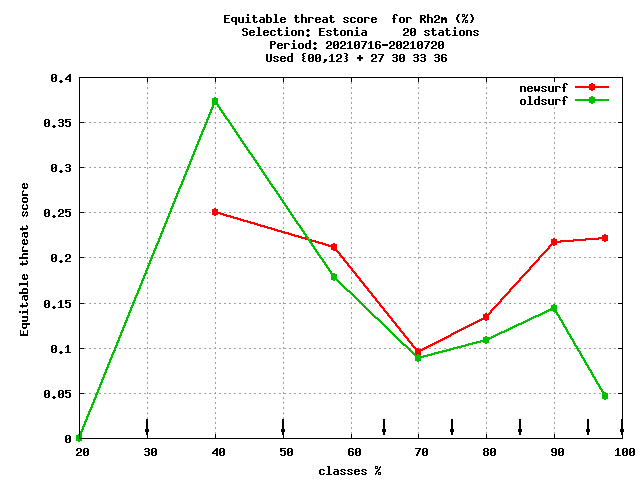 Equitable threat score for Rh2m (%)
Selection: Estonia 20 stations
Period: 20210716-20210720
Used {00,12} + 27 30 33 36
newsurf
oldsurf
0.4
0.35
0.3
0.25
0.2
0.15
0.1
0.05
0
Equitable threat score
20 30 40 50 60 70 80 90 100
classes %